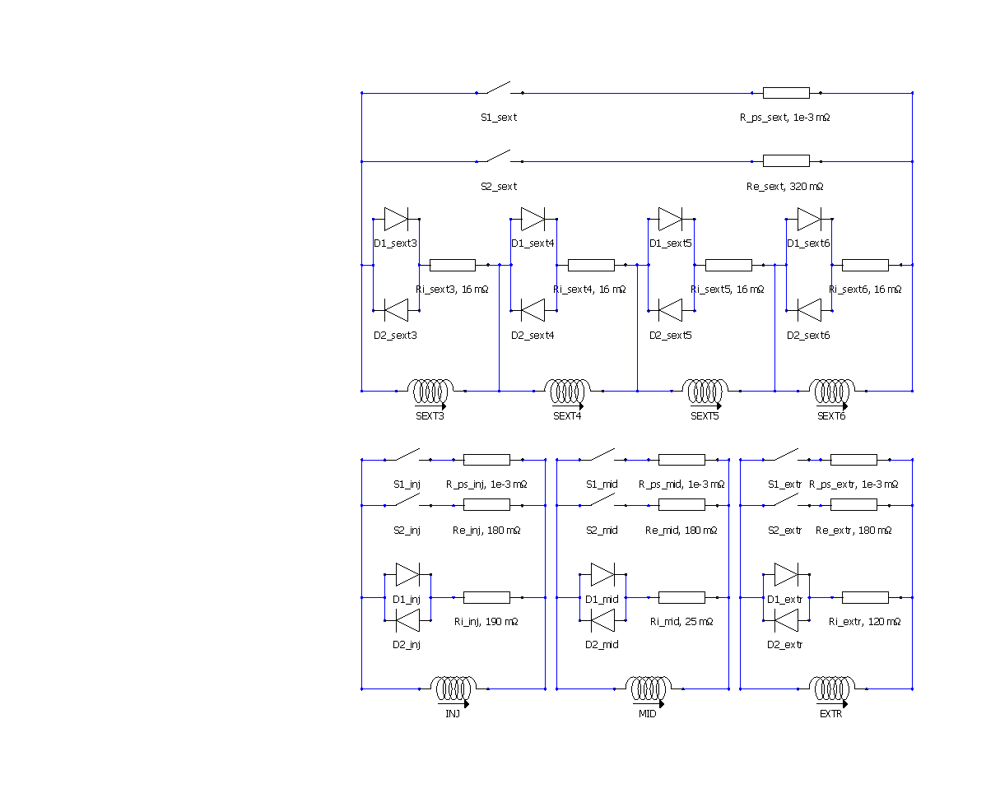 S1_sext R_ps_sext, 1e-3 mΩ
S2_sext Re_sext, 320 mΩ
D1_sext3 D1_sext4 D1_sext5 D1_sext6
Ri_sext3, 16 mΩ Ri_sext4, 16 mΩ Ri_sext5, 16 mΩ Ri_sext6, 16 mΩ
D2_sext3 D2_sext4 D2_sext5 D2_sext6
SEXT3 SEXT4 SEXT5 SEXT6
S1_inj R_ps_inj, 1e-3 mΩ S1_mid R_ps_mid, 1e-3 mΩ S1_extr R_ps_extr, 1e-3 mΩ
S2_inj Re_inj, 180 mΩ S2_mid Re_mid, 180 mΩ S2_extr Re_extr, 180 mΩ
D1_inj D1_mid D1_extr
Ri_inj, 190 mΩ Ri_mid, 25 mΩ Ri_extr, 120 mΩ
D2_inj D2_mid D2_extr
INJ MID EXTR